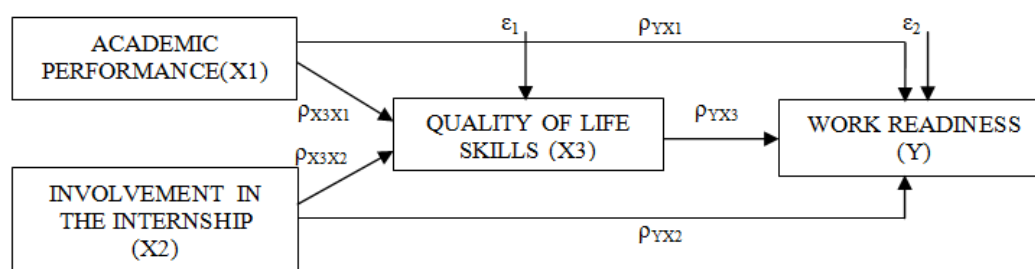 ACADEMIC
PERFORMANCE(X1)
ε1
ρYX1
ε2
ρX3X1
QUALITY OF LIFE
SKILLS (X3)
ρYX3
WORK READINESS
(Y)
ρX3X2
INVOLVEMENT IN
THE INTERNSHIP
(X2)
ρYX2